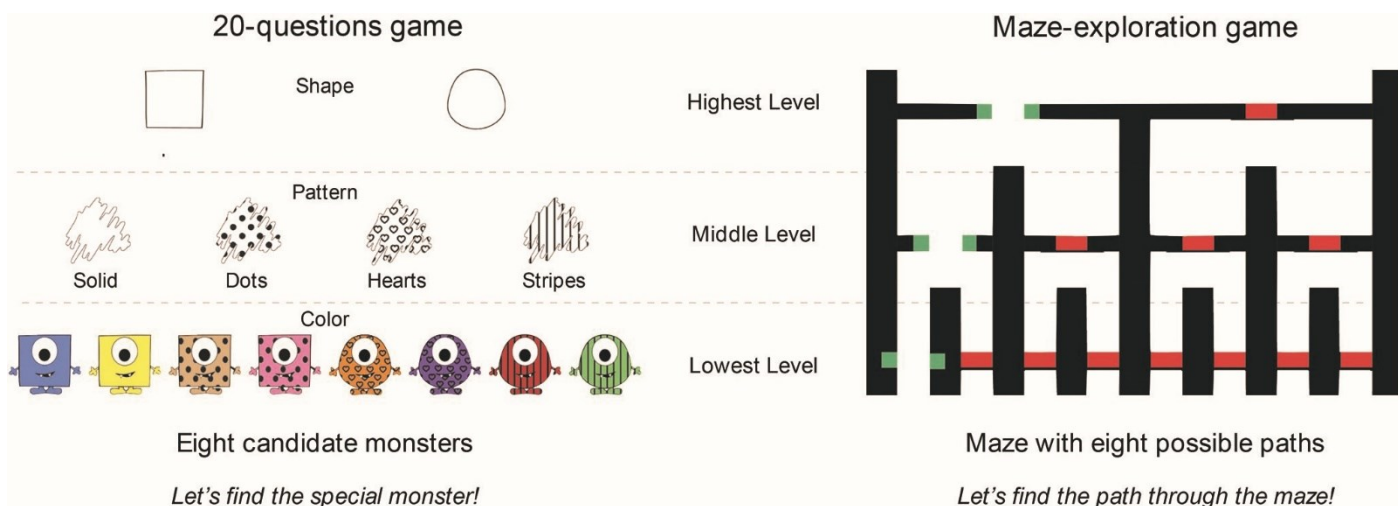 20-questions game
Maze-exploration game
Shape
Highest Level
Pattern
Middle Level
Solid
Dots
Hearts
Stripes
Color
Lowest Level
Eight candidate monsters
Maze with eight possible paths
Let's find the special monster!
Let's find the path through the maze!